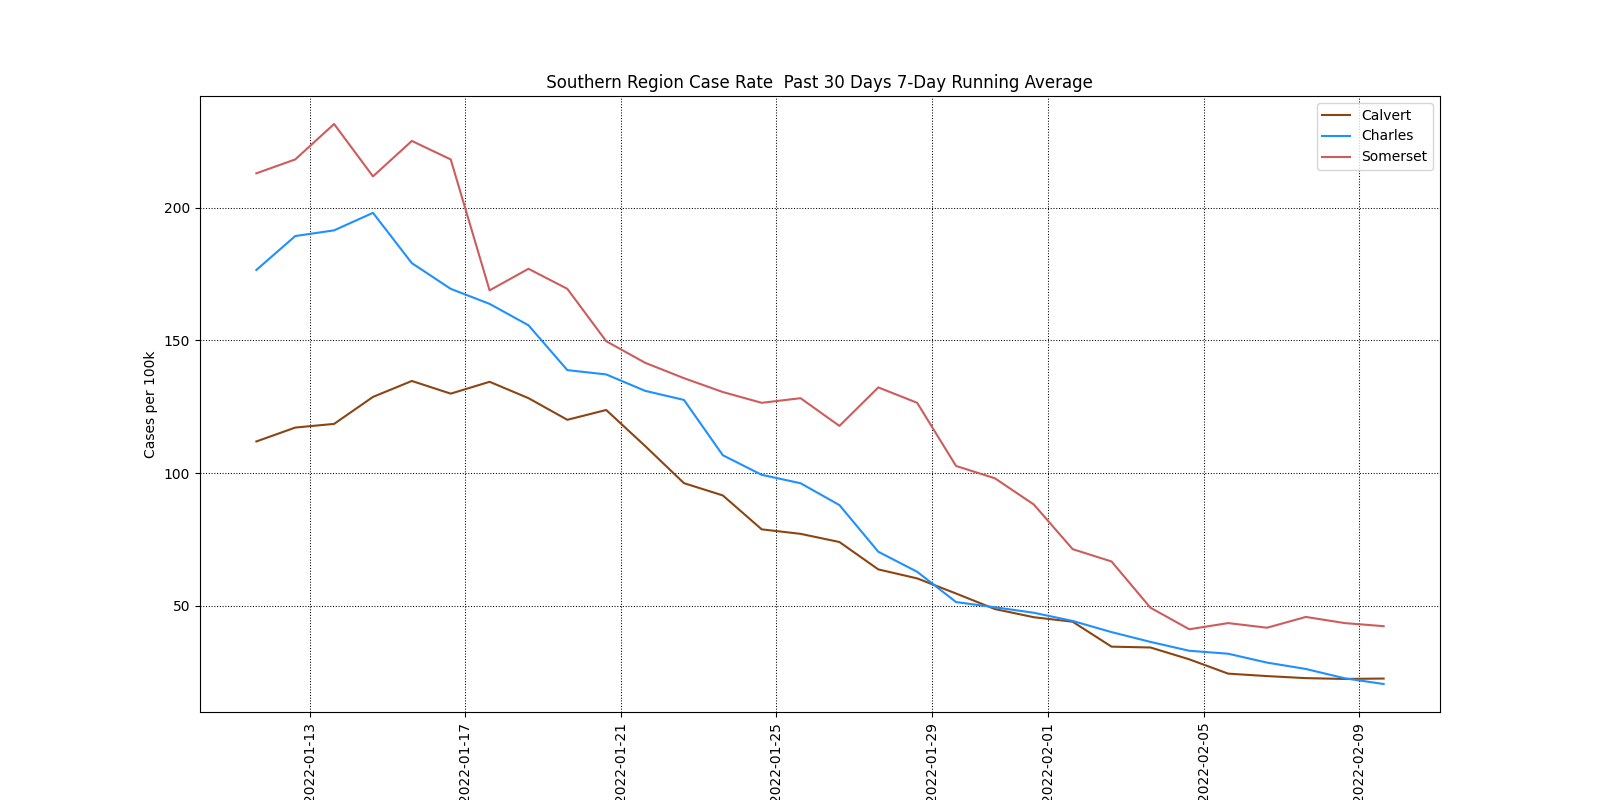 Southern Region Case Rate  Past 30 Days 7-Day Running Average
Calvert
Charles
Somerset
Cases per 100k
200
150
100
50
2022-01-13
2022-01-17
2022-01-21
2022-01-25
2022-01-29
2022-02-01
2022-02-05
2022-02-09